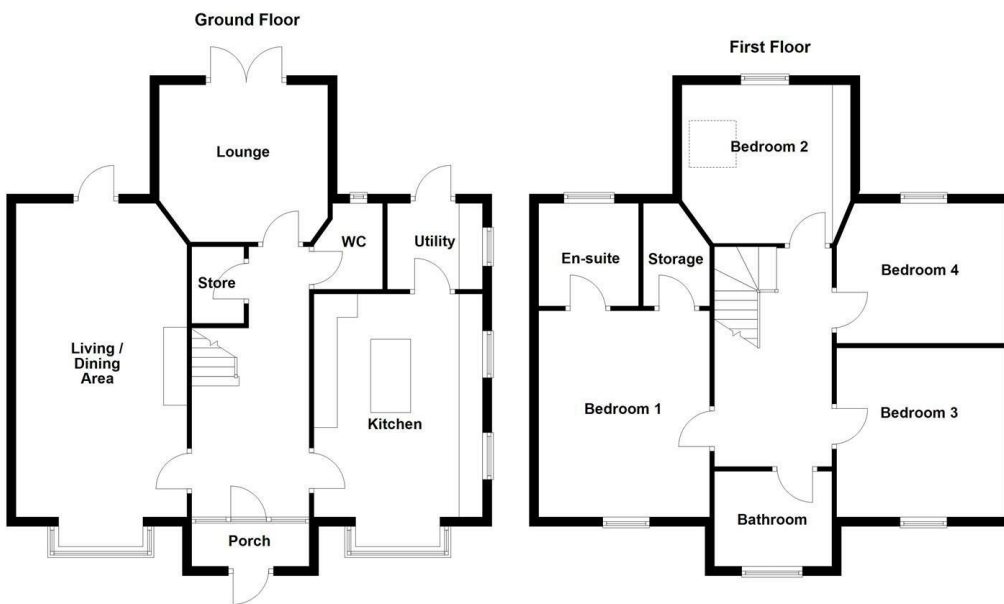 Ground Floor
Lounge
WC
Utility
Store
Living /
Dining
Area
Kitchen
Porch
First Floor
Bedroom 2
En-suite
Storage
Bedroom 4
Bedroom 1
Bedroom 3
Bathroom